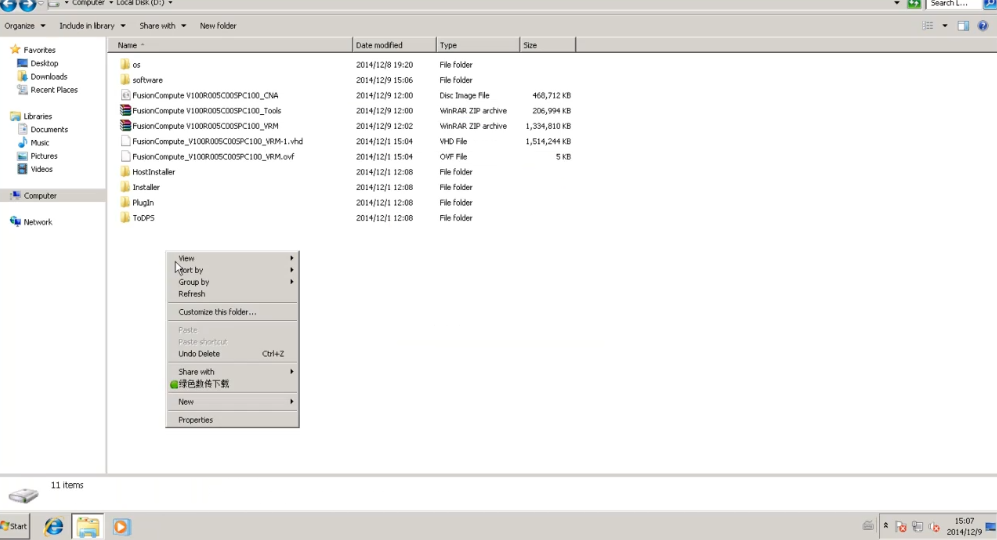 Computer ▸ Local Disk (D:) ▾
Search L...
Organize ▾ Include in library ▾ Share with ▾ New folder
Favorites
Desktop
Downloads
Recent Places
Libraries
Documents
Music
Pictures
Videos
Computer
Network
Name Date modified Type Size
os 2014/12/8 19:20 File folder
software 2014/12/9 15:06 File folder
FusionCompute V100R005C00SPC100_CNA 2014/12/9 12:00 Disc Image File 468,712 KB
FusionCompute V100R005C00SPC100_Tools 2014/12/9 12:00 WinRAR ZIP archive 206,994 KB
FusionCompute V100R005C00SPC100_VRM 2014/12/9 12:02 WinRAR ZIP archive 1,334,810 KB
FusionCompute_V100R005C00SPC100_VRM-1.vhd 2014/12/1 15:04 VHD File 1,514,244 KB
FusionCompute_V100R005C00SPC100_VRM.ovf 2014/12/1 15:04 OVF File 5 KB
HostInstaller 2014/12/1 12:08 File folder
Installer 2014/12/1 12:08 File folder
PlugIn 2014/12/1 12:08 File folder
ToDPS 2014/12/1 12:08 File folder
View
Sort by
Group by
Refresh
Customize this folder...
Paste
Paste shortcut
Undo Delete Ctrl+Z
Share with
绿色数传下载
New
Properties
11 items
Start
15:07
2014/12/9